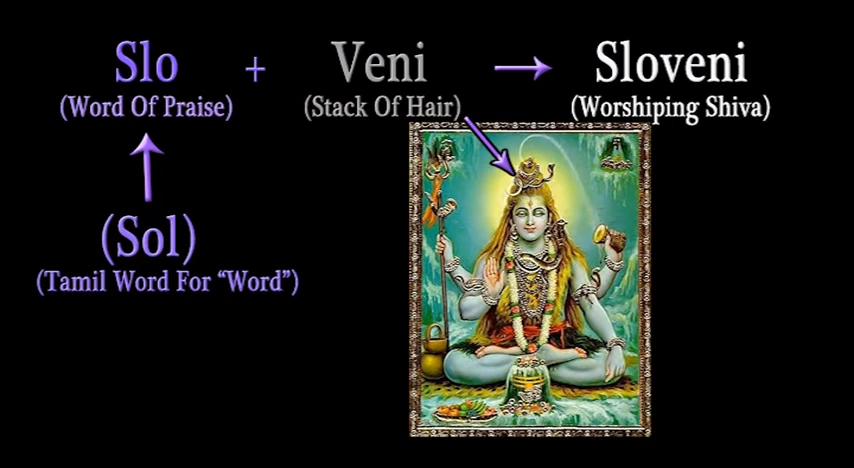 Slo + Veni → Sloveni
(Word Of Praise) (Stack Of Hair) (Worshiping Shiva)
(Sol)
(Tamil Word For “Word”)